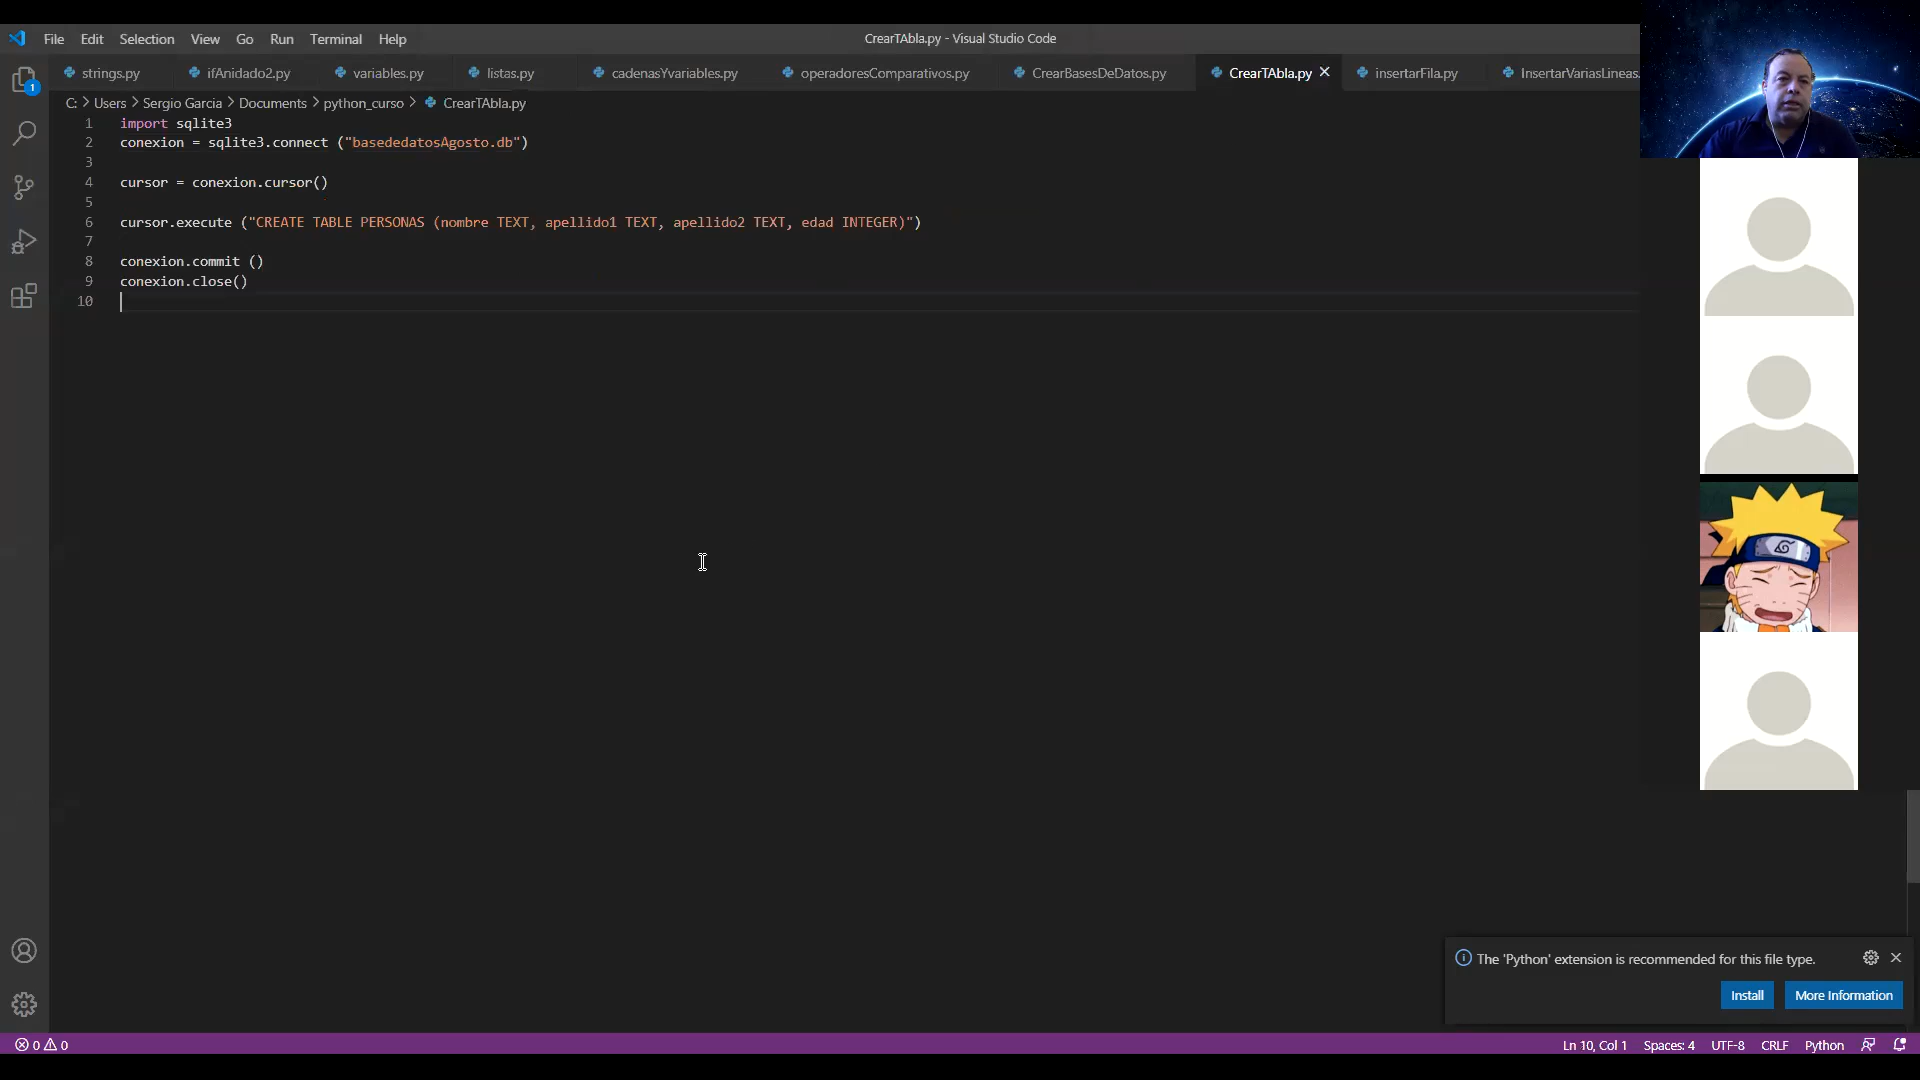 File Edit Selection View Go Run Terminal Help
CrearTAbla.py - Visual Studio Code
strings.py ifAnidado2.py variables.py listas.py cadenasYvariables.py operadoresComparativos.py CrearBasesDeDatos.py CrearTAbla.py insertarFila.py InsertarVariasLineas.
C: > Users > Sergio Garcia > Documents > python_curso > CrearTAbla.py
1 import sqlite3
2 conexion = sqlite3.connect ("basededatosAgosto.db")
3
4 cursor = conexion.cursor()
5
6 cursor.execute ("CREATE TABLE PERSONAS (nombre TEXT, apellido1 TEXT, apellido2 TEXT, edad INTEGER)")
7
8 conexion.commit ()
9 conexion.close()
10
1
The 'Python' extension is recommended for this file type.
Install More Information
0 0 Ln 10, Col 1 Spaces: 4 UTF-8 CRLF Python